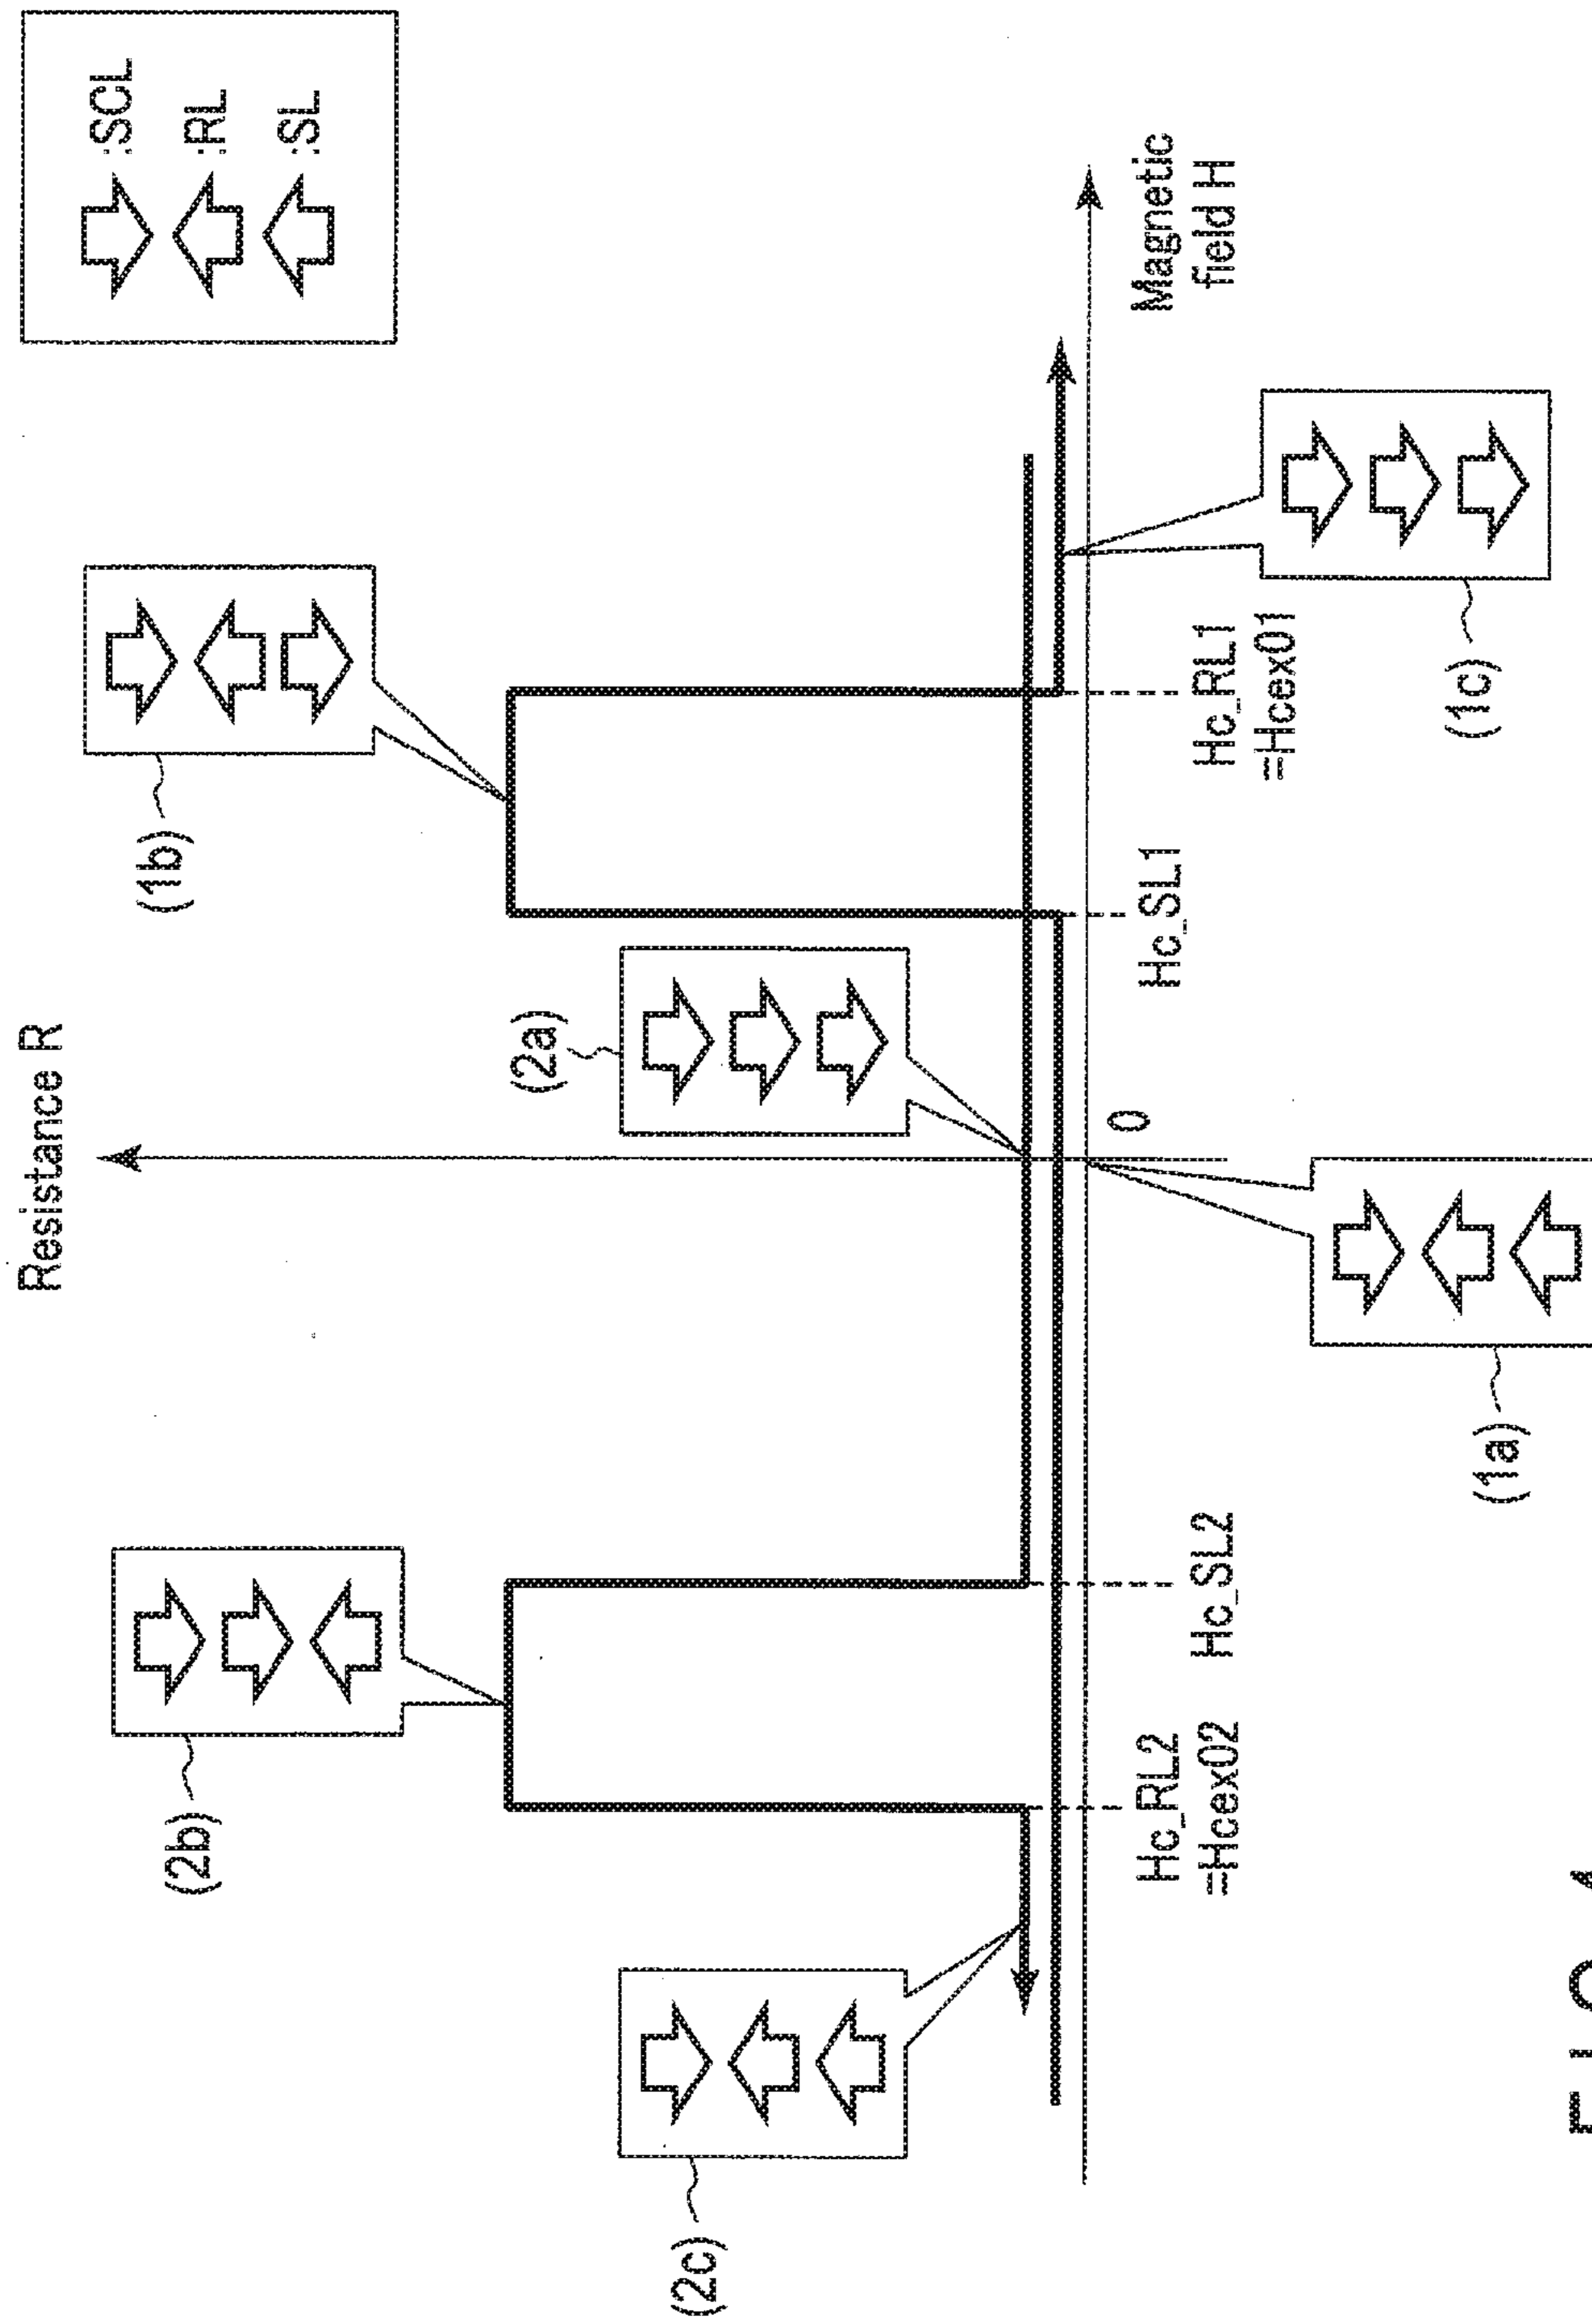 Resistance R
:SCL
:RL
:SL
(1b)
(2b)
(2a)
(2c)
0
Hc_RL2
=Hcex02
Hc_SL2
Hc_SL1
Hc_RL1
=Hcex01
Magnetic
field H
(1c)
(1a)